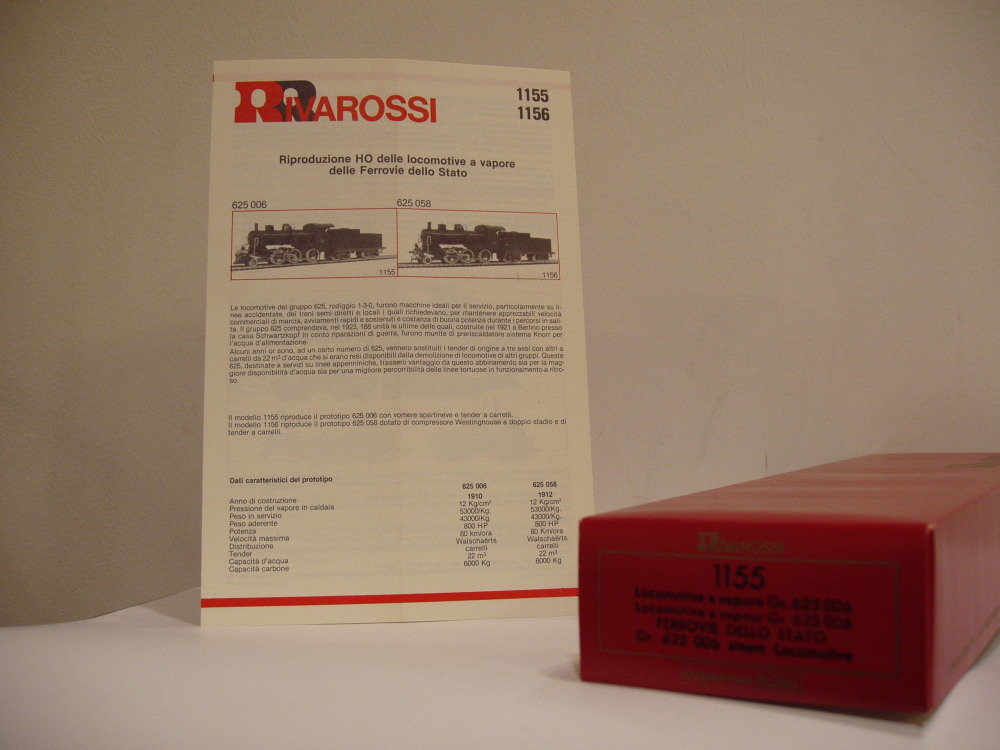 RIVAROSSI
1155
1156
Riproduzione HO delle locomotive a vapore
delle Ferrovie dello Stato
625 006
625 058
1155
1156
Le locomotive del gruppo 625, rodiggio 1-3-0, furono macchine ideali per il servizio, particolarmente su li-
nee accidentate, dei treni semi diretti e locali i quali richiedevano, per mantenere apprezzabili velocità
commerciali di marcia, avviamenti rapidi e sostenuti e costanza di buona potenza durante i percorsi in sali-
ta. Il gruppo 625 comprendeva, nel 1923, 188 unità le ultime delle quali, costruite nel 1921 a Berlino presso
la casa Schwartzkopf in conto riparazioni di guerra, furono munite di preriscaldatore sistema Knorr per
l'acqua d'alimentazione.
Alcuni anni or sono, ad un certo numero di 625, vennero sostituiti i tender di origine a tre assi con altri a
carrelli da 22 m³ d'acqua che si erano resi disponibili dalla demolizione di locomotive di altri gruppi. Queste
625, destinate a servizi su linee appenniniche, trassero vantaggio da questo abbinamento sia per la mag-
giore disponibilità d'acqua sia per una migliore percorribilità delle linee tortuose in funzionamento a ritro-
so.
Il modello 1155 riproduce il prototipo 625 006 con vomere spartineve e tender a carrelli.
Il modello 1156 riproduce il prototipo 625 058 dotato di compressore Westinghouse a doppio stadio e di
tender a carrelli.
Dati caratteristici del prototipo
625 006 625 058
Anno di costruzione 1910 1912
Pressione del vapore in caldaia 12 Kg/cm² 12 Kg/cm²
Peso in servizio 53000/Kg. 53000/Kg.
Peso aderente 43000/Kg. 43000/Kg.
Potenza 800 HP 800 HP
Velocità massima 80 km/ora 80 Km/ora
Distribuzione Walschaërts Walschaërts
Tender carrelli carrelli
Capacità d'acqua 22 m³ 22 m³
Capacità carbone 6000 Kg 6000 Kg
RIVAROSSI
1155
Locomotive a vapore Gr. 625 006
Locomotive a vapeur Gr. 625 006
FERROVIE DELLO STATO
Gr. 625 006 steam Locomotive